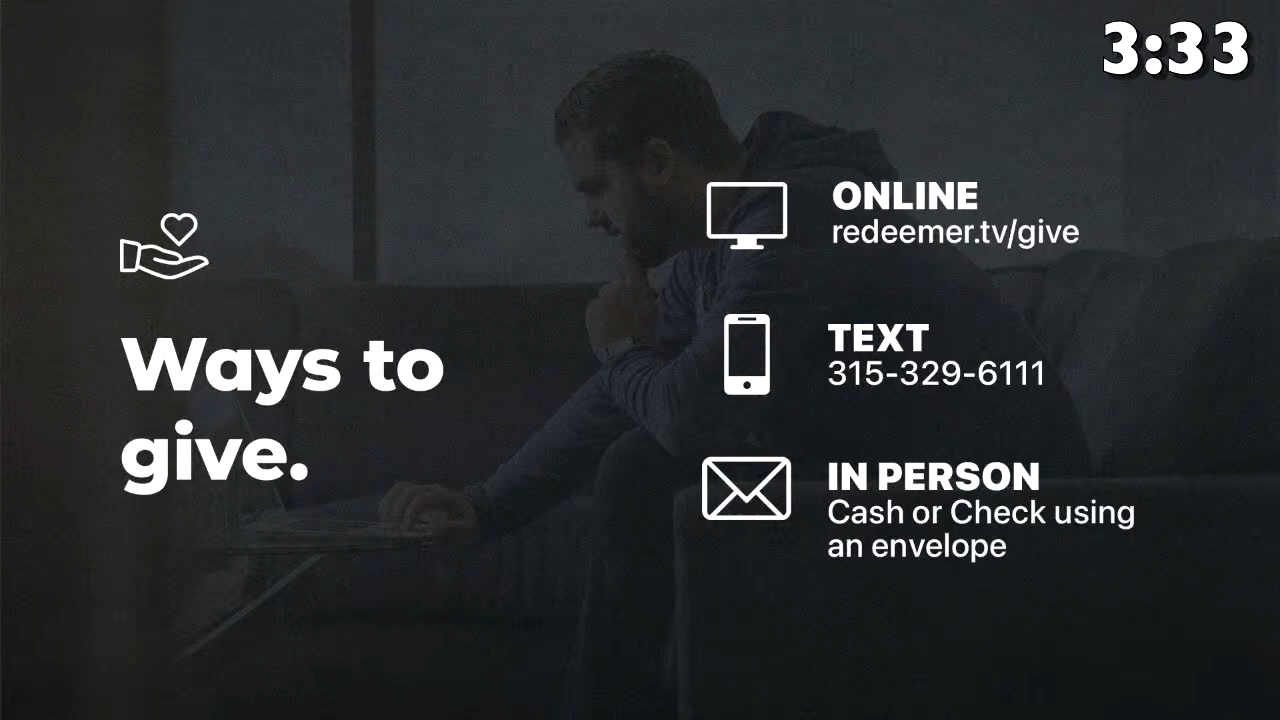 3:33
Ways to
give.
ONLINE
redeemer.tv/give
TEXT
315-329-6111
IN PERSON
Cash or Check using
an envelope